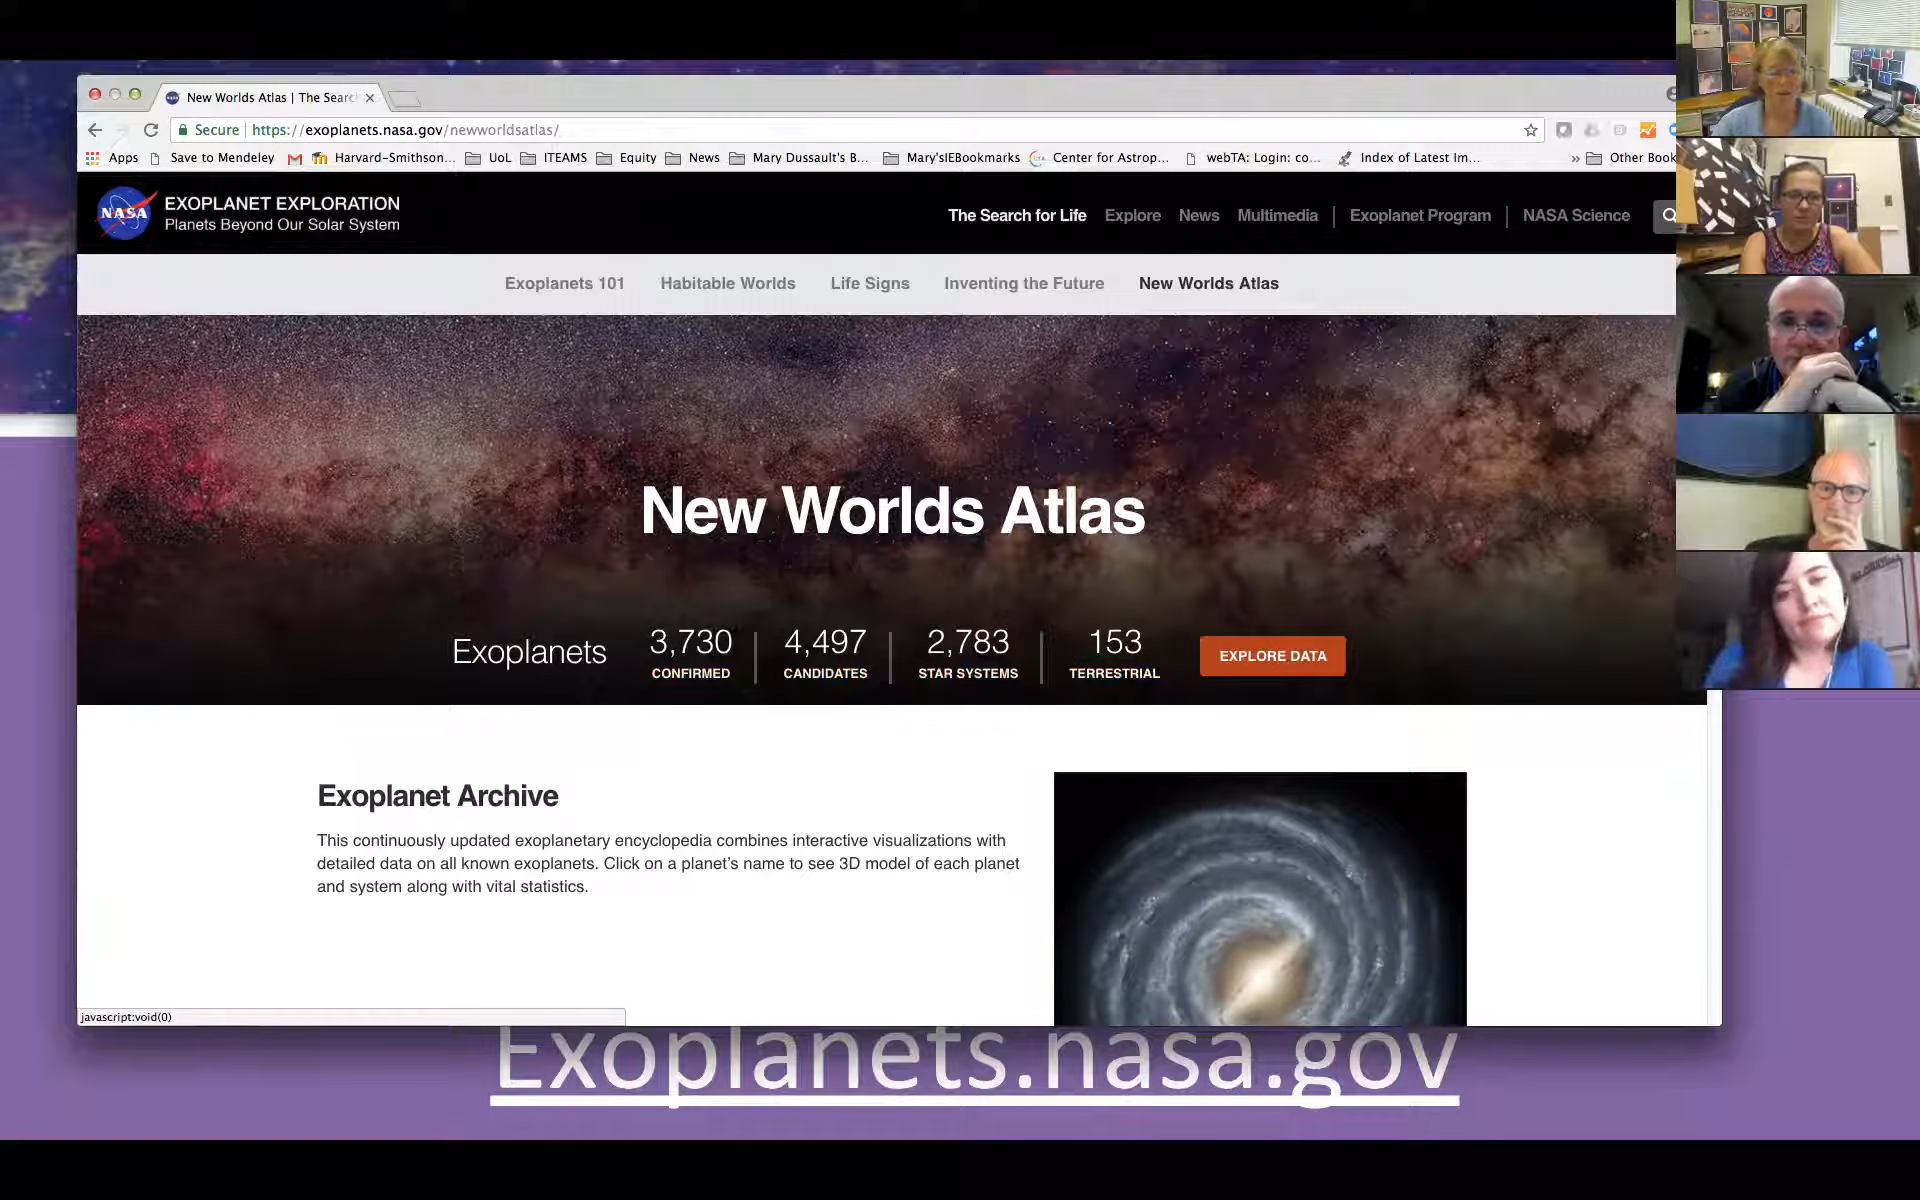 New Worlds Atlas | The Searc
Secure https://exoplanets.nasa.gov/newworldsatlas/
Apps Save to Mendeley Harvard-Smithson... UoL ITEAMS Equity News Mary Dussault's B... Mary'sIEBookmarks Center for Astrop... webTA: Login: co... Index of Latest Im... » Other Book
NASA
EXOPLANET EXPLORATION
Planets Beyond Our Solar System
The Search for Life Explore News Multimedia | Exoplanet Program | NASA Science
Exoplanets 101 Habitable Worlds Life Signs Inventing the Future New Worlds Atlas
New Worlds Atlas
Exoplanets
3,730 4,497 2,783 153
CONFIRMED CANDIDATES STAR SYSTEMS TERRESTRIAL
EXPLORE DATA
Exoplanet Archive
This continuously updated exoplanetary encyclopedia combines interactive visualizations with
detailed data on all known exoplanets. Click on a planet's name to see 3D model of each planet
and system along with vital statistics.
javascript:void(0)
Exoplanets.nasa.gov